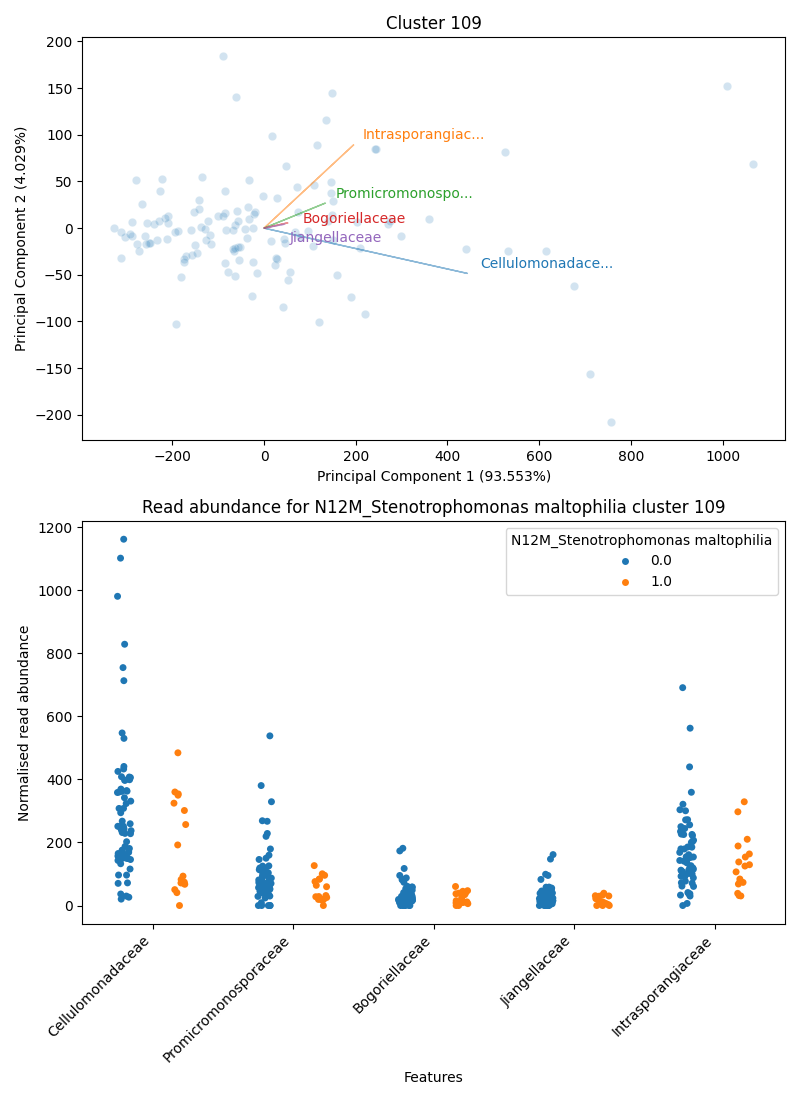 Cluster 109
200
150
100
50
0
−50
−100
−150
−200
Principal Component 2 (4.029%)
Intrasporangiac...
Promicromonospo...
Bogoriellaceae
Jiangellaceae
Cellulomonadace...
−200 0 200 400 600 800 1000
Principal Component 1 (93.553%)
Read abundance for N12M_Stenotrophomonas maltophilia cluster 109
1200
1000
800
600
400
200
0
Normalised read abundance
N12M_Stenotrophomonas maltophilia
0.0
1.0
Cellulomonadaceae
Promicromonosporaceae
Bogoriellaceae
Jiangellaceae
Intrasporangiaceae
Features